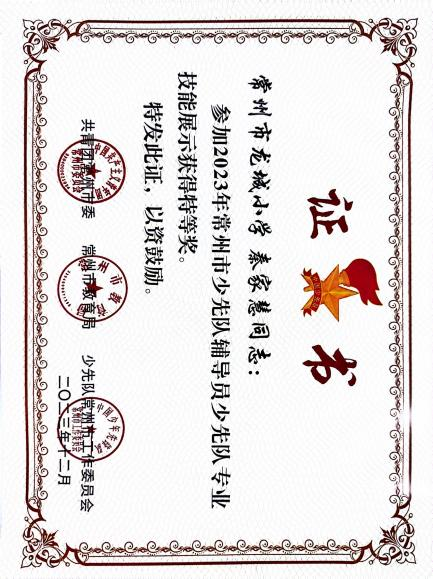 证书
常州市龙城小学 秦家慧同志：
参加2023年常州市少先队辅导员少先队专业
技能展示获得特等奖。
特发此证，以资鼓励。
共青团常州市委 常州市教育局 少先队常州市工作委员会
二〇二三年十二月